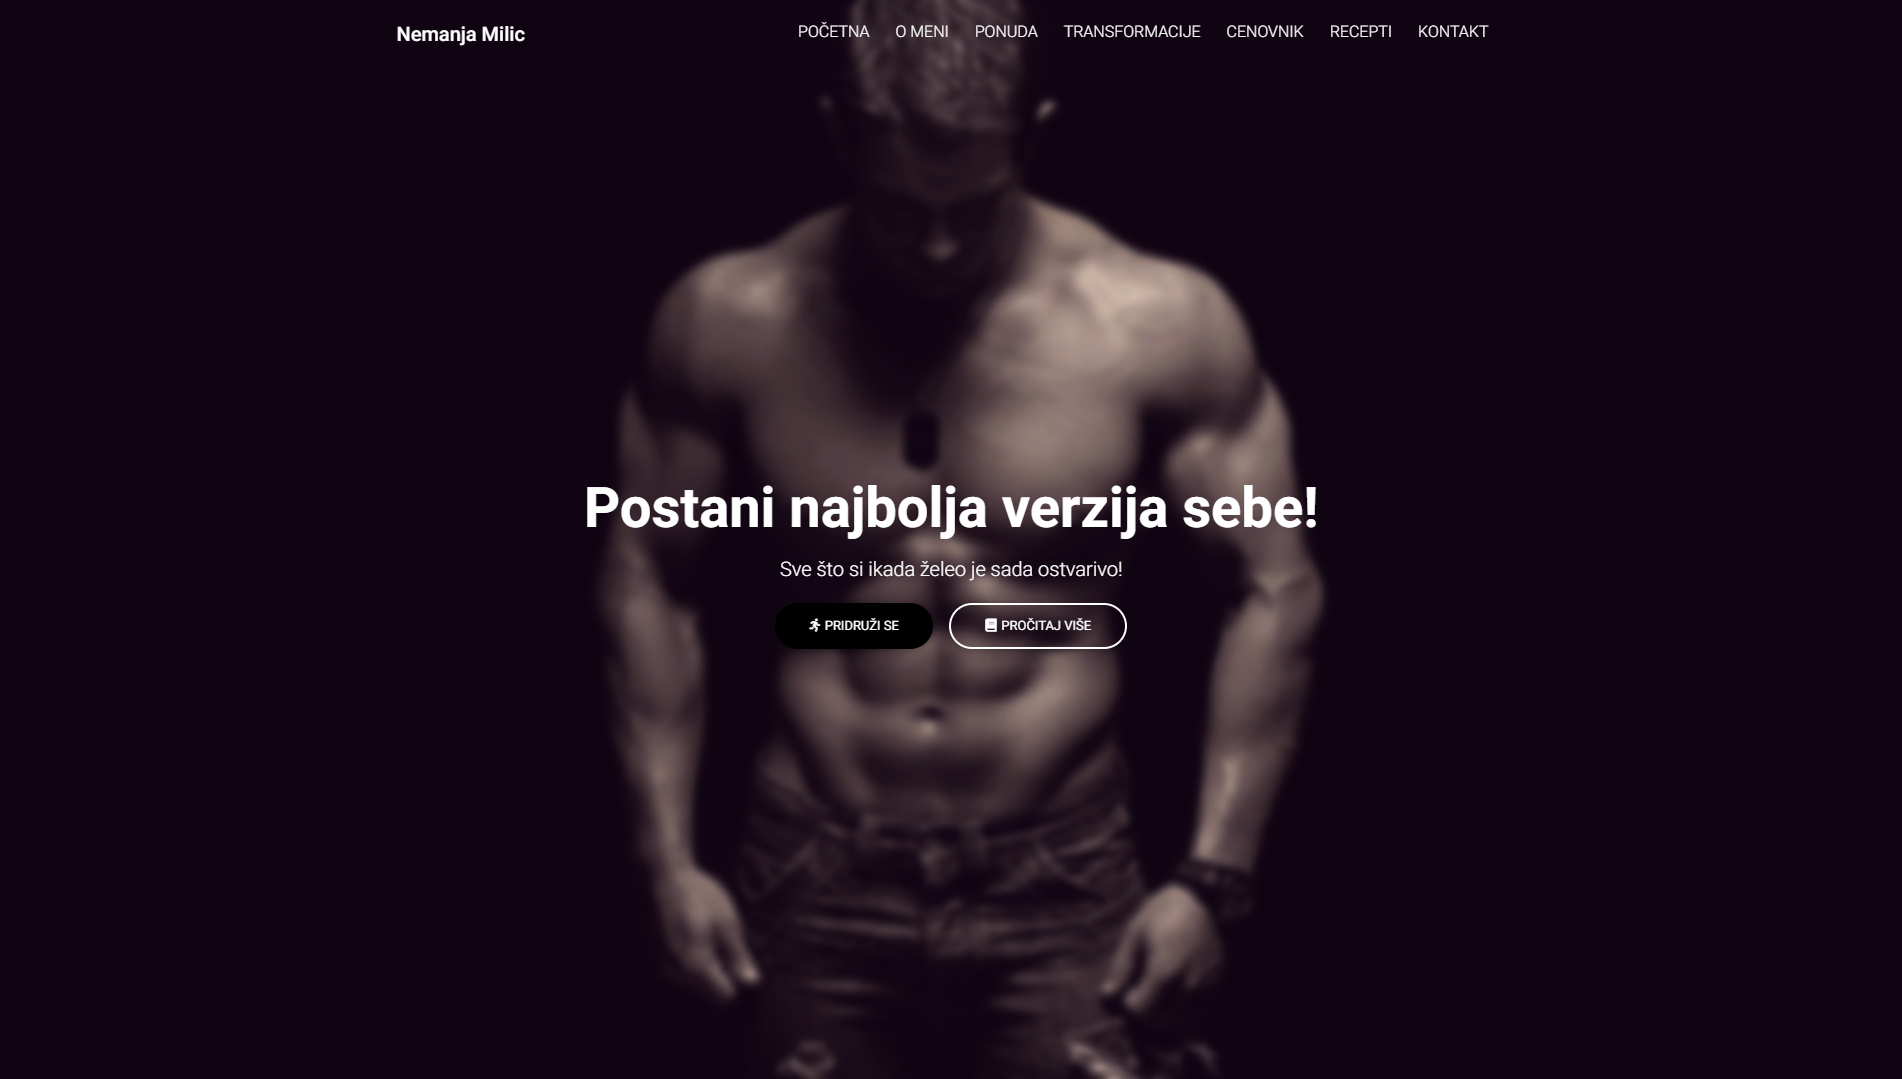 Nemanja Milic
POČETNA O MENI PONUDA TRANSFORMACIJE CENOVNIK RECEPTI KONTAKT
Postani najbolja verzija sebe!
Sve što si ikada želeo je sada ostvarivo!
PRIDRUŽI SE
PROČITAJ VIŠE